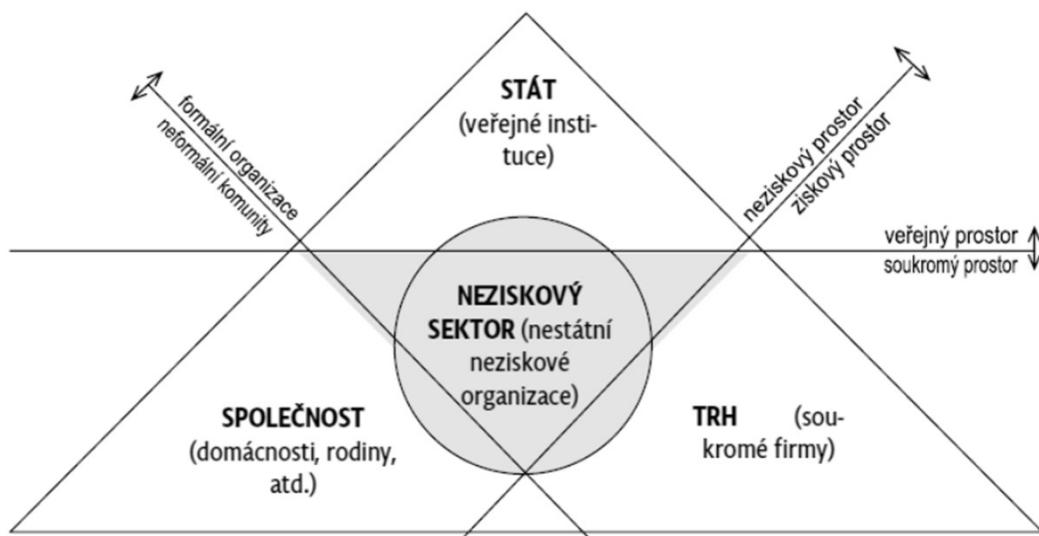 STÁT
(veřejné insti-
tuce)
formální organizace
neformální komunity
neziskový prostor
ziskový prostor
veřejný prostor
soukromý prostor
NEZISKOVÝ
SEKTOR (nestátní
neziskové
organizace)
SPOLEČNOST
(domácnosti, rodiny,
atd.)
TRH (sou-
kromé firmy)